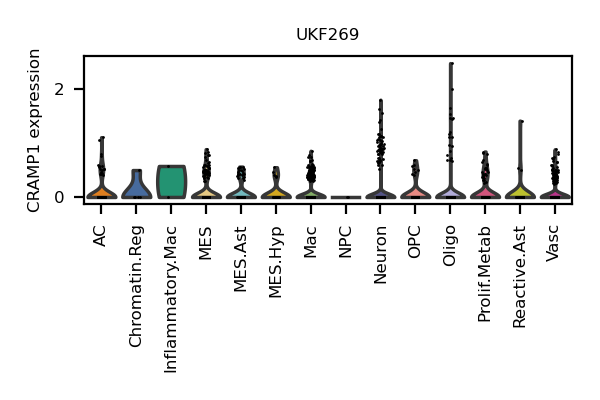 UKF269
CRAMP1 expression
2
0
AC
Chromatin.Reg
Inflammatory.Mac
MES
MES.Ast
MES.Hyp
Mac
NPC
Neuron
OPC
Oligo
Prolif.Metab
Reactive.Ast
Vasc